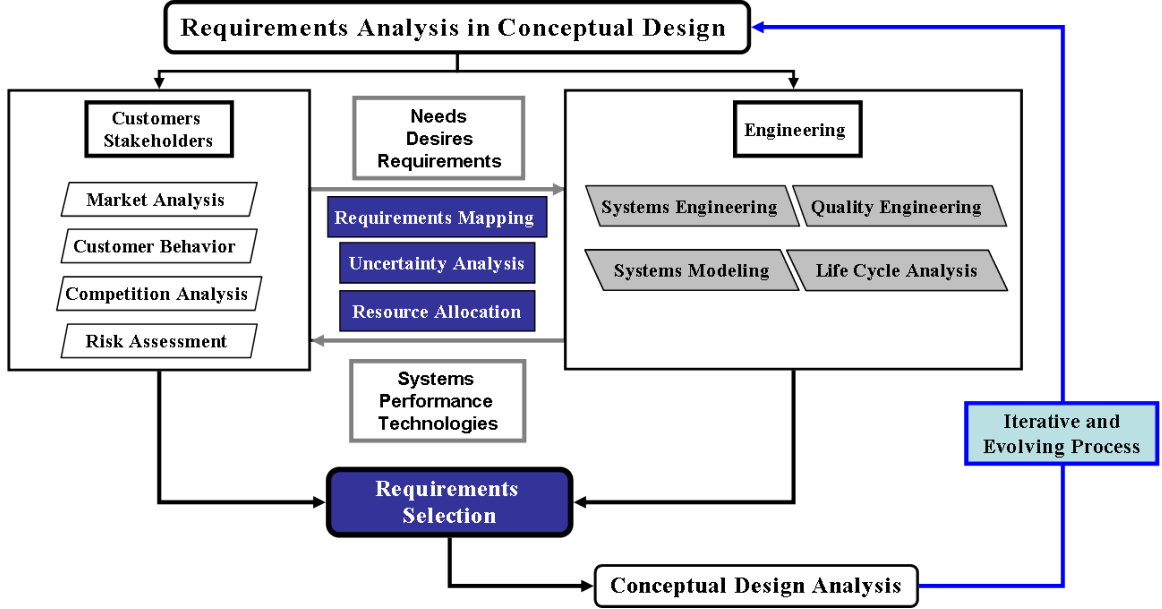 Requirements Analysis in Conceptual Design
Customers
Stakeholders
Market Analysis
Customer Behavior
Competition Analysis
Risk Assessment
Needs
Desires
Requirements
Requirements Mapping
Uncertainty Analysis
Resource Allocation
Systems
Performance
Technologies
Engineering
Systems Engineering
Quality Engineering
Systems Modeling
Life Cycle Analysis
Requirements
Selection
Conceptual Design Analysis
Iterative and
Evolving Process